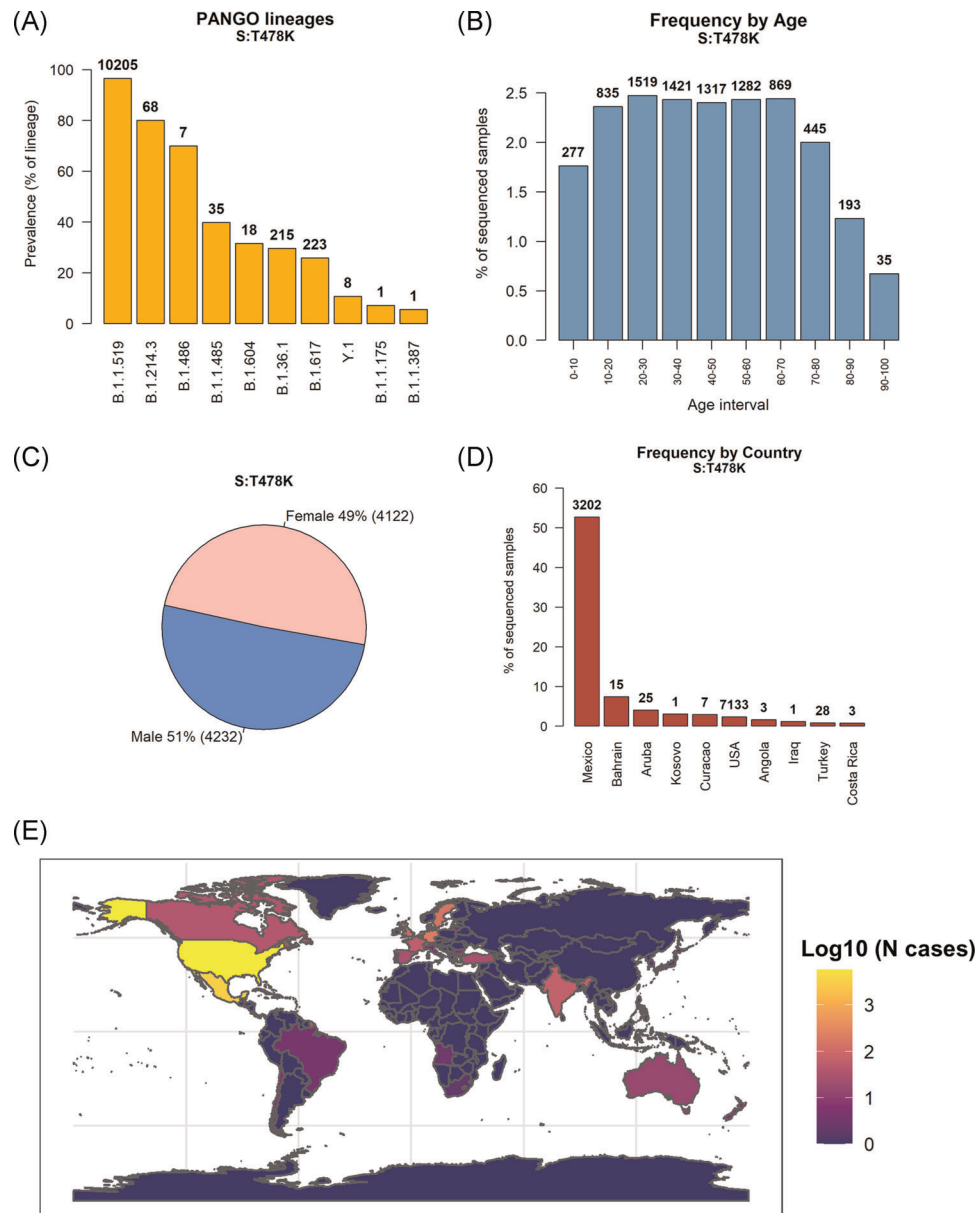 (A)
PANGO lineages
S:T478K
Prevalence (% of lineage)
100
80
60
40
20
0
10205
68
7
35
18
215
223
8
1
1
B.1.1.519
B.1.214.3
B.1.486
B.1.1.485
B.1.604
B.1.36.1
B.1.617
Y.1
B.1.1.175
B.1.1.387
(B)
Frequency by Age
S:T478K
% of sequenced samples
2.5
2.0
1.5
1.0
0.5
0.0
277
835
1519
1421
1317
1282
869
445
193
35
0-10
10-20
20-30
30-40
40-50
50-60
60-70
70-80
80-90
90-100
Age interval
(C)
S:T478K
Female 49% (4122)
Male 51% (4232)
(D)
Frequency by Country
S:T478K
% of sequenced samples
60
50
40
30
20
10
0
3202
15
25
1
7
7133
3
1
28
3
Mexico
Bahrain
Aruba
Kosovo
Curacao
USA
Angola
Iraq
Turkey
Costa Rica
(E)
Log10 (N cases)
3
2
1
0